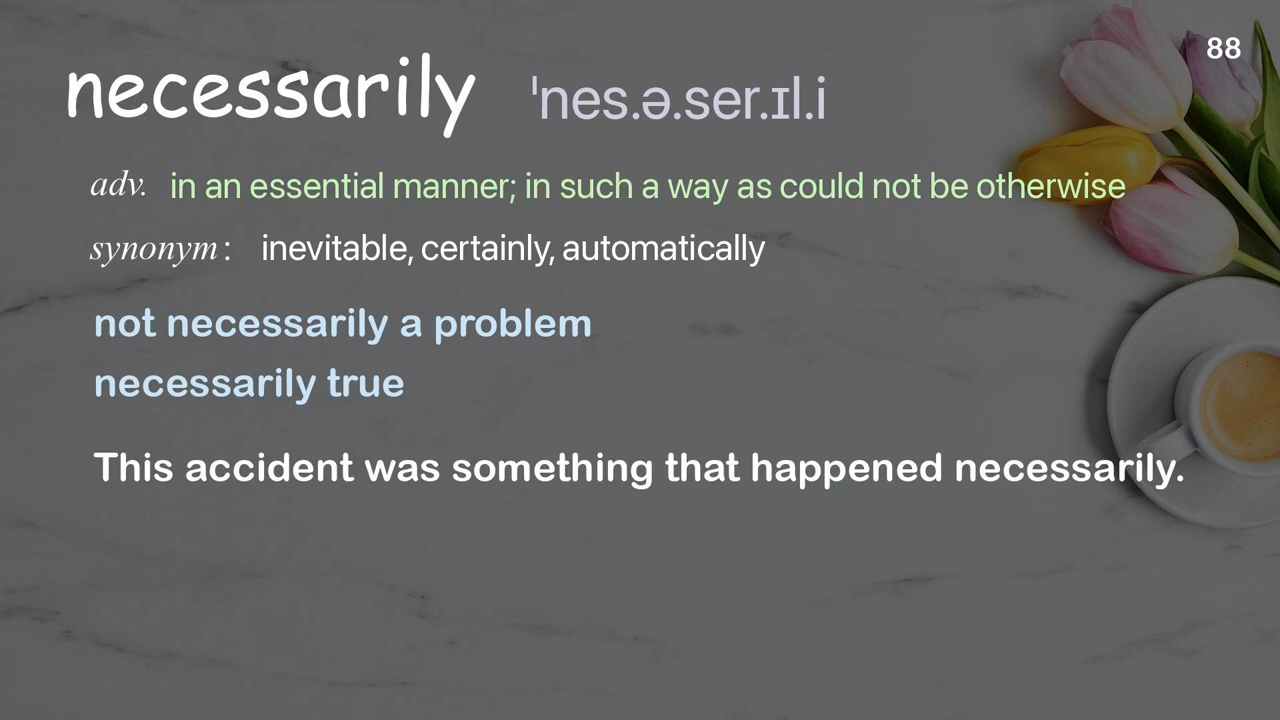 88
necessarily ˈnes.ə.ser.ɪl.i
adv. in an essential manner; in such a way as could not be otherwise
synonym: inevitable, certainly, automatically
not necessarily a problem
necessarily true
This accident was something that happened necessarily.